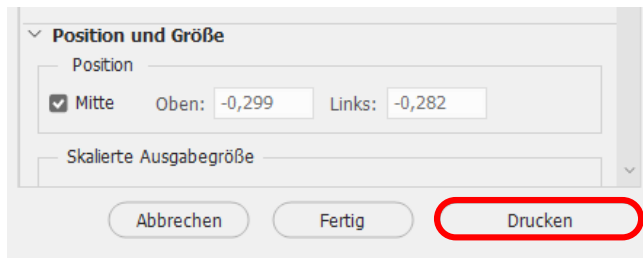 Position und Größe
Position
Mitte Oben: -0,299 Links: -0,282
Skalierte Ausgabegröße
Abbrechen Fertig Drucken